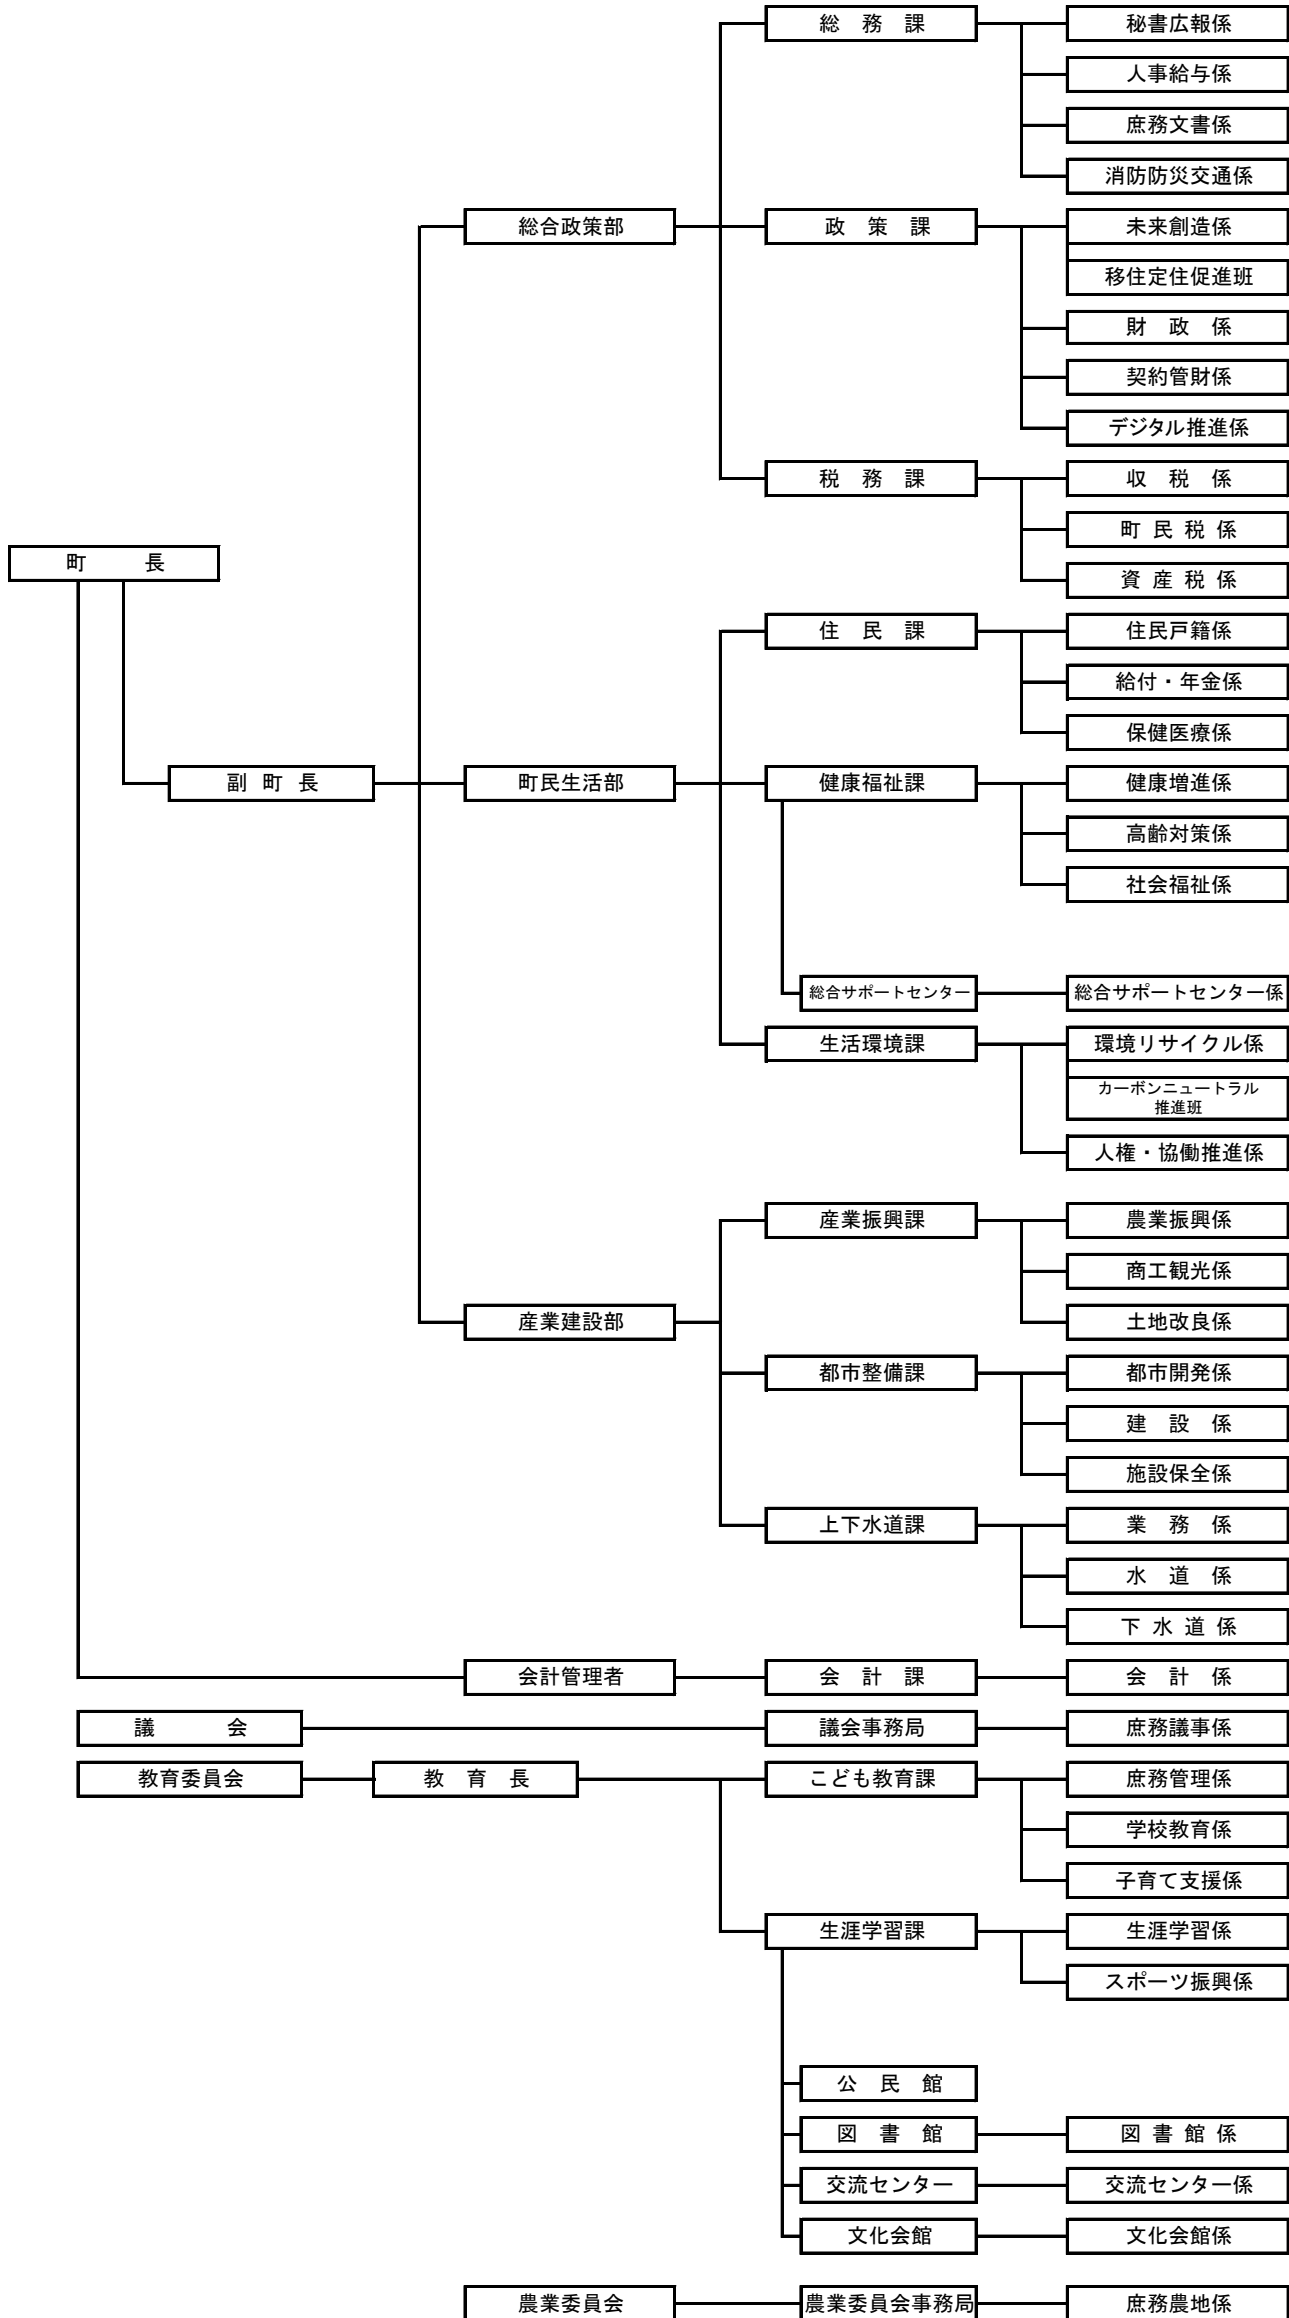 総務課
秘書広報係
人事給与係
庶務文書係
消防防災交通係
総合政策部
政策課
未来創造係
移住定住促進班
財政係
契約管財係
デジタル推進係
税務課
収税係
町民税係
町長
資産税係
住民課
住民戸籍係
給付・年金係
保健医療係
副町長
町民生活部
健康福祉課
健康増進係
高齢対策係
社会福祉係
総合サポートセンター
総合サポートセンター係
生活環境課
環境リサイクル係
カーボンニュートラル
推進班
人権・協働推進係
産業振興課
農業振興係
商工観光係
産業建設部
土地改良係
都市整備課
都市開発係
建設係
施設保全係
上下水道課
業務係
水道係
下水道係
会計管理者
会計課
会計係
議会
議会事務局
庶務議事係
教育委員会
教育長
こども教育課
庶務管理係
学校教育係
子育て支援係
生涯学習課
生涯学習係
スポーツ振興係
公民館
図書館
図書館係
交流センター
交流センター係
文化会館
文化会館係
農業委員会
農業委員会事務局
庶務農地係